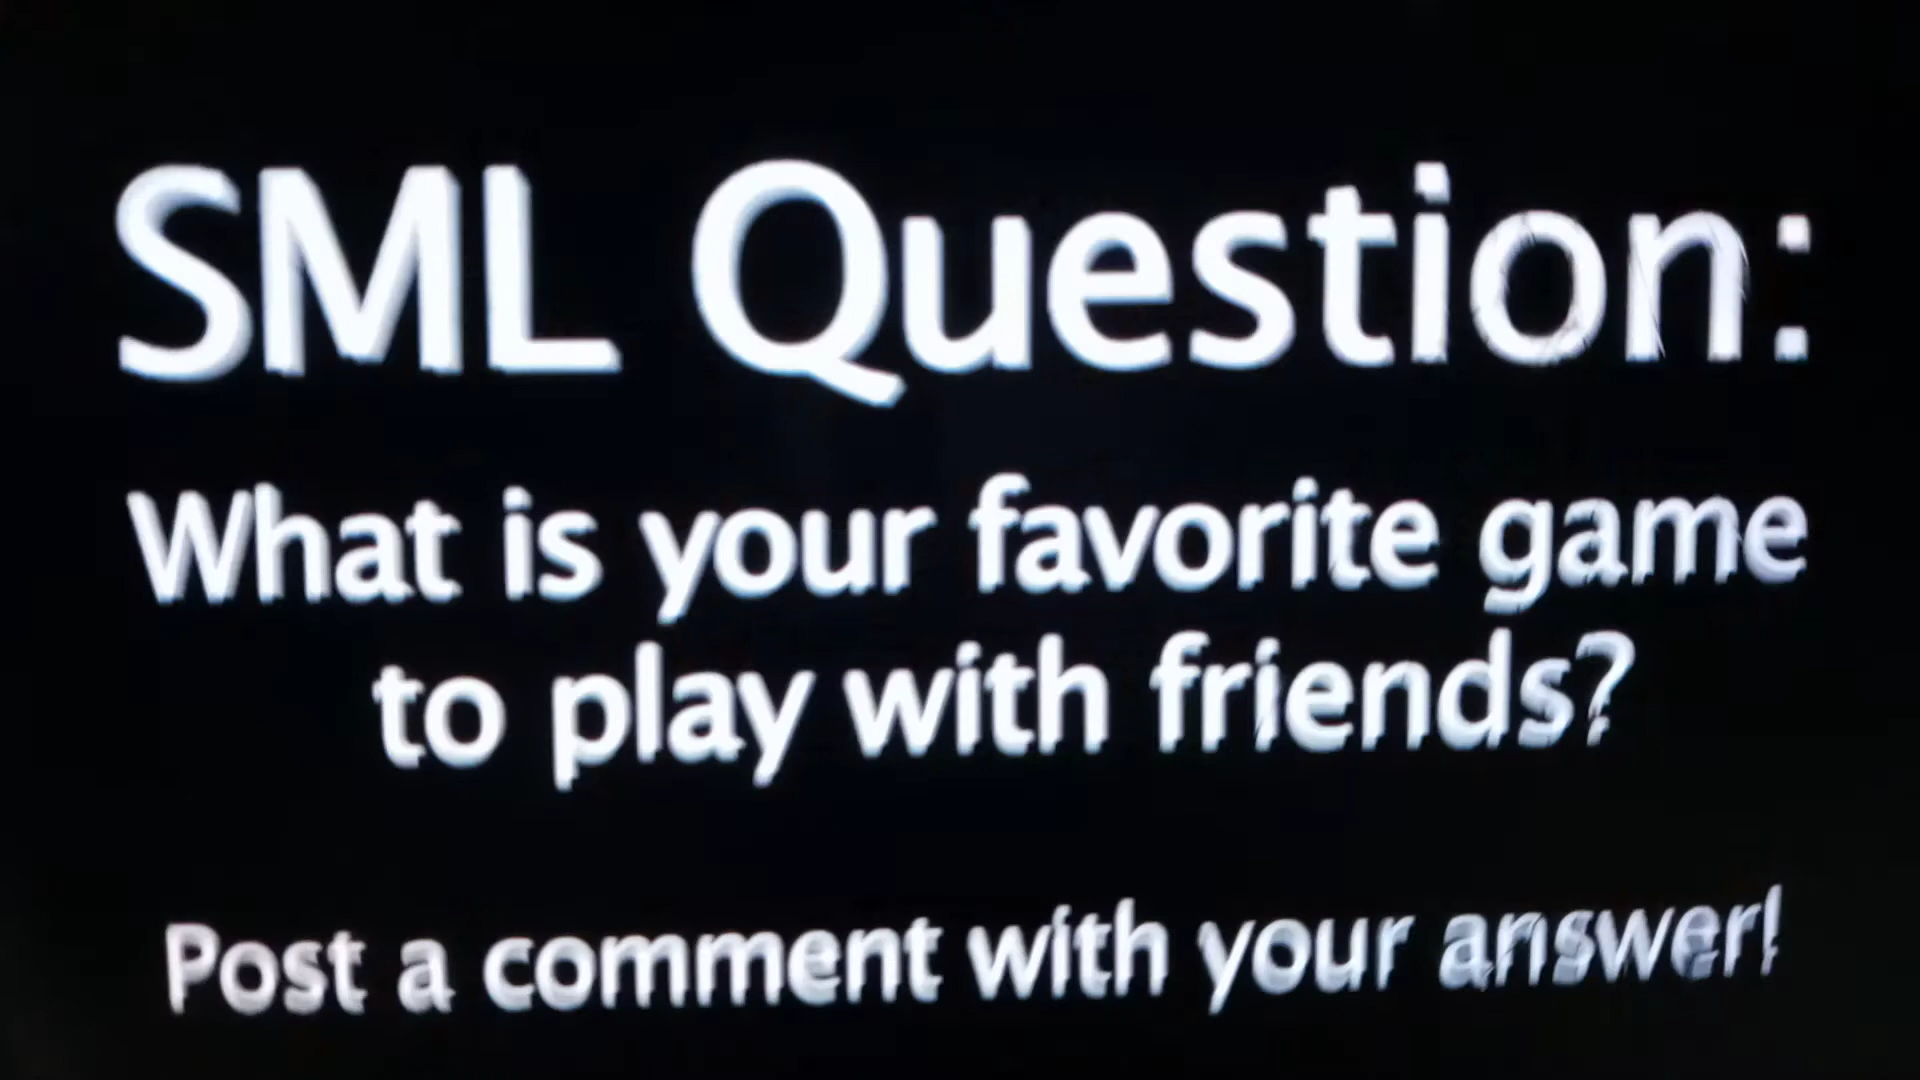 SML Question:
What is your favorite game
to play with friends?
Post a comment with your answer!